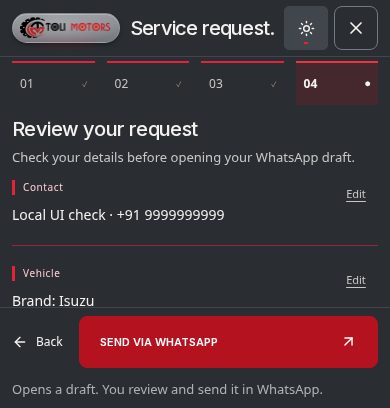 TOLI MOTORS
Service request.
01 ✓ 02 ✓ 03 ✓ 04
Review your request
Check your details before opening your WhatsApp draft.
Contact
Edit
Local UI check · +91 9999999999
Vehicle
Edit
Brand: Isuzu
← Back
SEND VIA WHATSAPP
Opens a draft. You review and send it in WhatsApp.